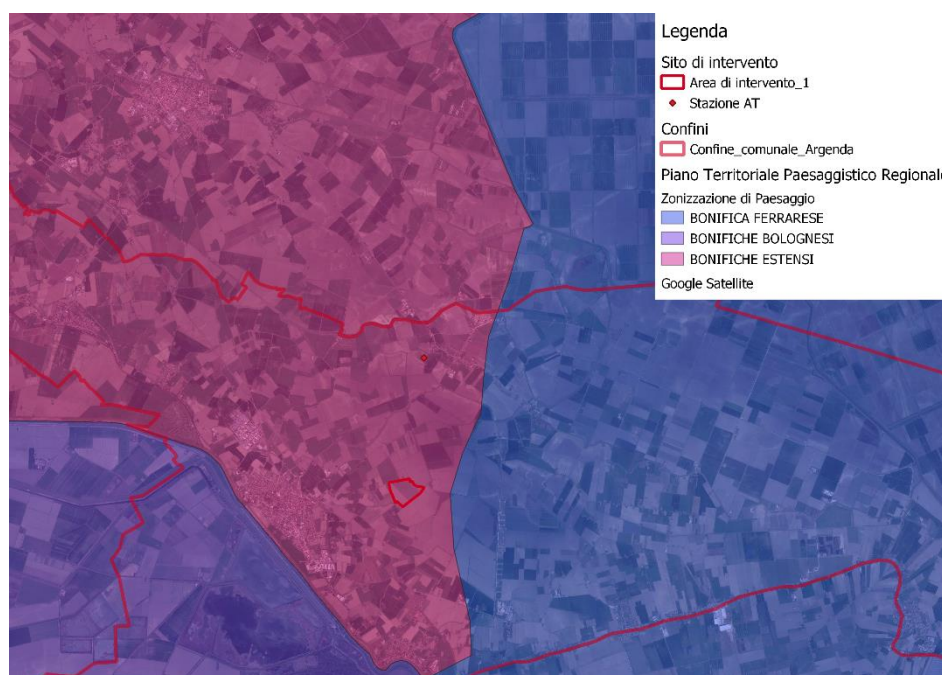 Legenda
Sito di intervento
Area di intervento_1
Stazione AT
Confini
Confine_comunale_Argenda
Piano Territoriale Paesaggistico Regionale
Zonizzazione di Paesaggio
BONIFICA FERRARESE
BONIFICHE BOLOGNESI
BONIFICHE ESTENSI
Google Satellite